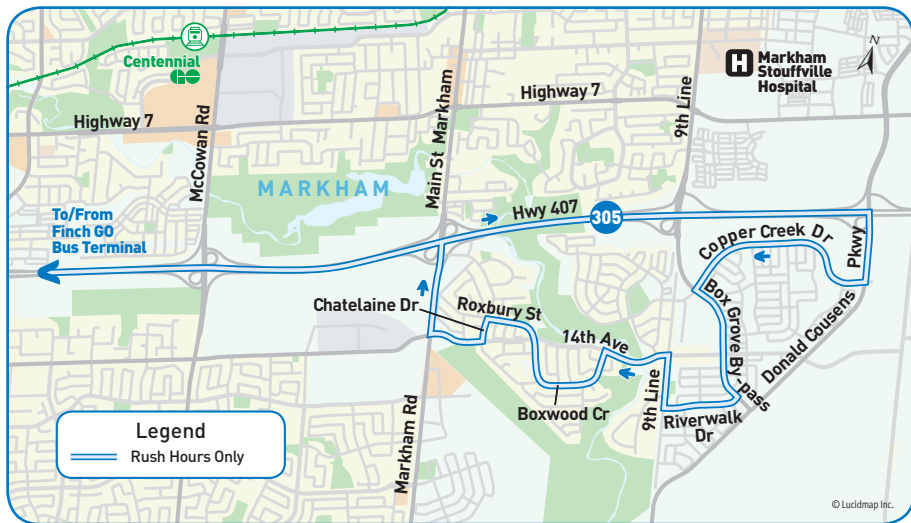 Centennial
GO
Highway 7
McCowan Rd
Main St Markham
Highway 7
9th Line
H
Markham
Stouffville
Hospital
N
MARKHAM
To/From
Finch GO
Bus Terminal
Hwy 407
305
Copper Creek Dr
Pkwy
Donald Cousens
Box Grove By-pass
Chatelaine Dr
Roxbury St
14th Ave
Boxwood Cr
9th Line
Riverwalk
Dr
Markham Rd
Legend
Rush Hours Only
© Lucidmap Inc.